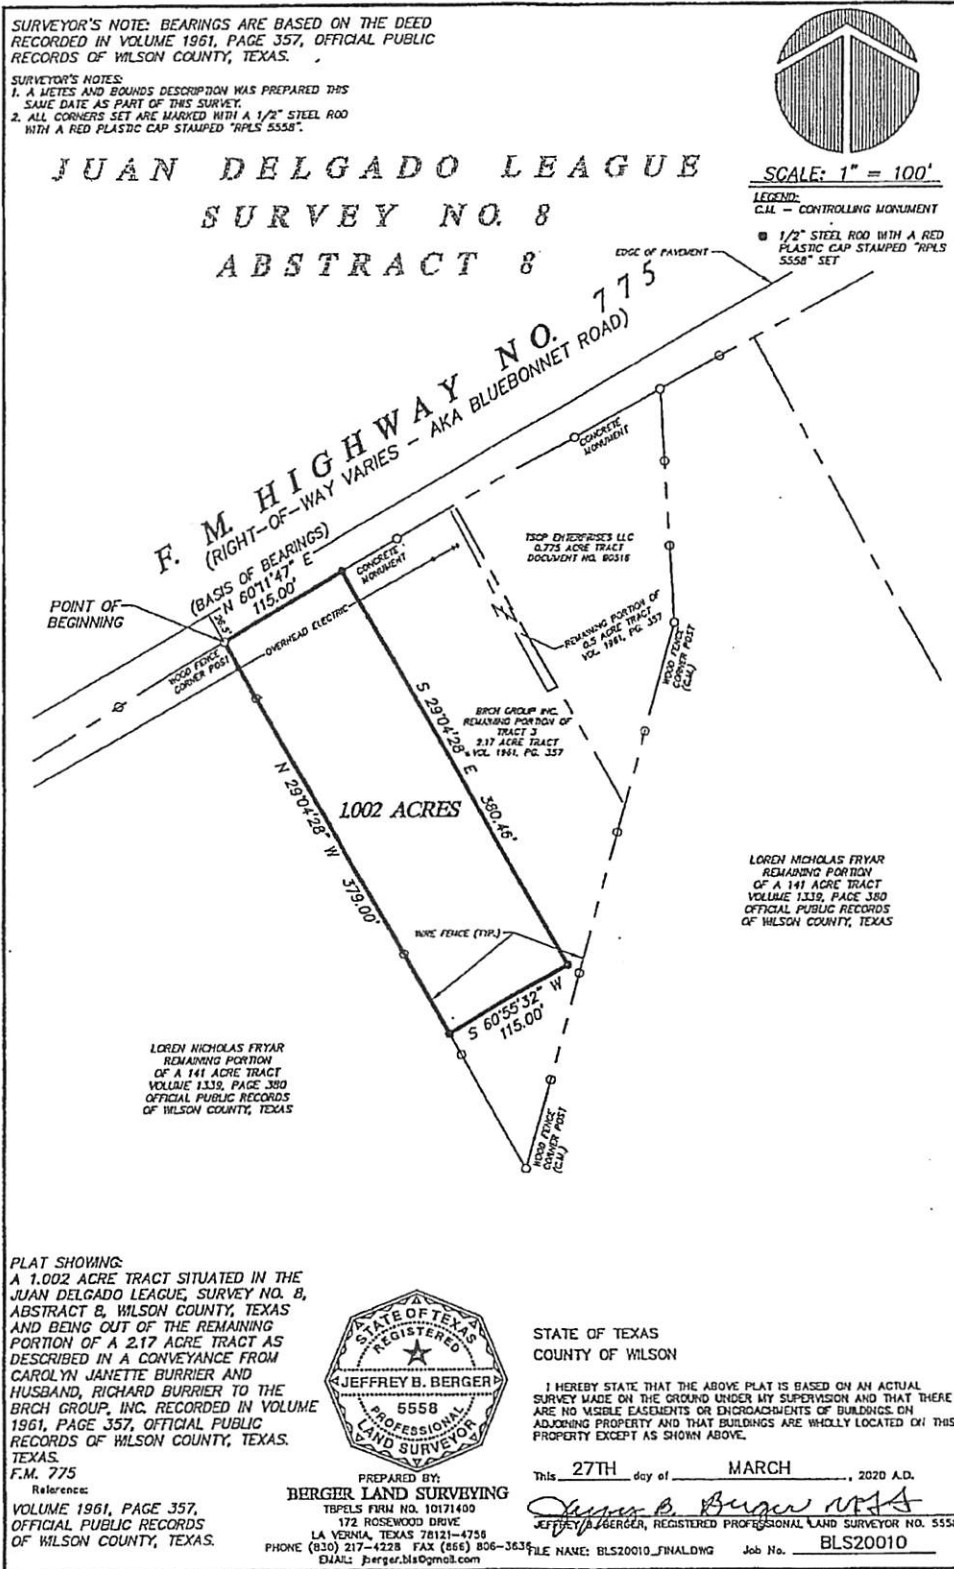 SURVEYOR'S NOTE: BEARINGS ARE BASED ON THE DEED
RECORDED IN VOLUME 1961, PAGE 357, OFFICIAL PUBLIC
RECORDS OF WILSON COUNTY, TEXAS.
SURVEYOR'S NOTES:
1. A METES AND BOUNDS DESCRIPTION WAS PREPARED THIS
SAME DATE AS PART OF THIS SURVEY.
2. ALL CORNERS SET ARE MARKED WITH A 1/2" STEEL ROD
WITH A RED PLASTIC CAP STAMPED "RPLS 5558".
SCALE: 1" = 100'
LEGEND:
C.M. - CONTROLLING MONUMENT
1/2" STEEL ROD WITH A RED
PLASTIC CAP STAMPED "RPLS
5558" SET
JUAN DELGADO LEAGUE
SURVEY NO. 8
ABSTRACT 8
EDGE OF PAVEMENT
F. M. HIGHWAY NO. 775
(RIGHT-OF-WAY VARIES - AKA BLUEBONNET ROAD)
(BASIS OF BEARINGS)
N 60°11'47" E
115.00'
26.5'
POINT OF
BEGINNING
WOOD FENCE
CORNER POST
OVERHEAD ELECTRIC
CONCRETE
MONUMENT
CONCRETE
MONUMENT
TSCP ENTERPRISES LLC
0.775 ACRE TRACT
DOCUMENT NO. 80516
REMAINING PORTION OF
0.5 ACRE TRACT
VOL. 1961, PG. 357
WOOD FENCE
CORNER POST
(C.M.)
BRCH GROUP INC.
REMAINING PORTION OF
TRACT 3
2.17 ACRE TRACT
VOL. 1961, PG. 357
S 29°04'28" E 380.46'
N 29°04'28" W 379.00'
1.002 ACRES
WIRE FENCE (TYP.)
S 60°55'32" W
115.00'
LOREN NICHOLAS FRYAR
REMAINING PORTION
OF A 141 ACRE TRACT
VOLUME 1339, PAGE 380
OFFICIAL PUBLIC RECORDS
OF WILSON COUNTY, TEXAS
LOREN NICHOLAS FRYAR
REMAINING PORTION
OF A 141 ACRE TRACT
VOLUME 1339, PAGE 380
OFFICIAL PUBLIC RECORDS
OF WILSON COUNTY, TEXAS
WOOD FENCE
CORNER POST
(C.M.)
PLAT SHOWING:
A 1.002 ACRE TRACT SITUATED IN THE
JUAN DELGADO LEAGUE, SURVEY NO. 8,
ABSTRACT 8, WILSON COUNTY, TEXAS
AND BEING OUT OF THE REMAINING
PORTION OF A 2.17 ACRE TRACT AS
DESCRIBED IN A CONVEYANCE FROM
CAROLYN JANETTE BURRIER AND
HUSBAND, RICHARD BURRIER TO THE
BRCH GROUP, INC. RECORDED IN VOLUME
1961, PAGE 357, OFFICIAL PUBLIC
RECORDS OF WILSON COUNTY, TEXAS.
TEXAS.
F.M. 775
Reference:
VOLUME 1961, PAGE 357,
OFFICIAL PUBLIC RECORDS
OF WILSON COUNTY, TEXAS.
STATE OF TEXAS
REGISTERED
JEFFREY B. BERGER
5558
PROFESSIONAL
LAND SURVEYOR
PREPARED BY:
BERGER LAND SURVEYING
TBPELS FIRM NO. 10171400
172 ROSEWOOD DRIVE
LA VERNIA, TEXAS 78121-4756
PHONE (830) 217-4228 FAX (866) 806-3636
EMAIL: jberger.bls@gmail.com
STATE OF TEXAS
COUNTY OF WILSON
I HEREBY STATE THAT THE ABOVE PLAT IS BASED ON AN ACTUAL
SURVEY MADE ON THE GROUND UNDER MY SUPERVISION AND THAT THERE
ARE NO VISIBLE EASEMENTS OR ENCROACHMENTS OF BUILDINGS ON
ADJOINING PROPERTY AND THAT BUILDINGS ARE WHOLLY LOCATED ON THIS
PROPERTY EXCEPT AS SHOWN ABOVE.
This 27TH day of MARCH, 2020 A.D.
JEFFREY B. BERGER, REGISTERED PROFESSIONAL LAND SURVEYOR NO. 5558
FILE NAME: BLS20010_FINAL.DWG Job No. BLS20010